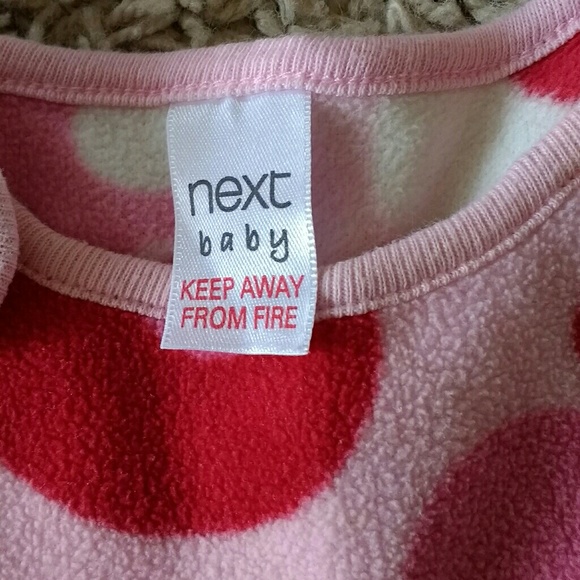 next
baby
KEEP AWAY
FROM FIRE